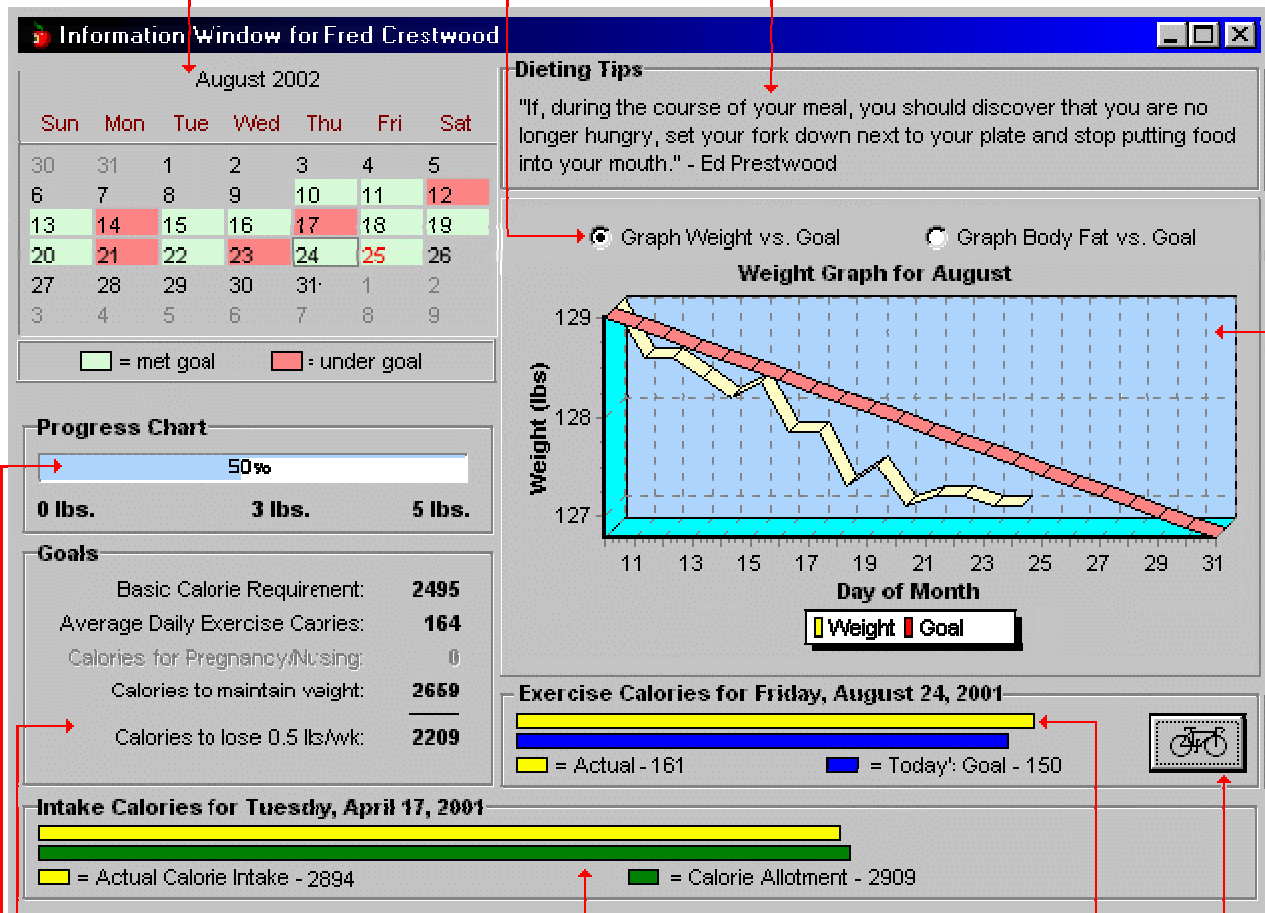 Information Window for Fred Crestwood
August 2002
Sun Mon Tue Wed Thu Fri Sat
30 31 1 2 3 4 5
6 7 8 9 10 11 12
13 14 15 16 17 18 19
20 21 22 23 24 25 26
27 28 29 30 31 1 2
3 4 5 6 7 8 9
= met goal = under goal
Progress Chart
50%
0 lbs. 3 lbs. 5 lbs.
Goals
Basic Calorie Requirement: 2495
Average Daily Exercise Caories: 164
Calories for Pregnancy/Nusing: 0
Calories to maintain weight: 2659
Calories to lose 0.5 lbs/wk: 2209
Dieting Tips
"If, during the course of your meal, you should discover that you are no
longer hungry, set your fork down next to your plate and stop putting food
into your mouth." - Ed Prestwood
Graph Weight vs. Goal Graph Body Fat vs. Goal
Weight Graph for August
Weight (lbs)
129
128
127
11 13 15 17 19 21 23 25 27 29 31
Day of Month
Weight Goal
Exercise Calories for Friday, August 24, 2001
= Actual - 161 = Today': Goal - 150
Intake Calories for Tuesday, April 17, 2001
= Actual Calorie Intake - 2894 = Calorie Allotment - 2909